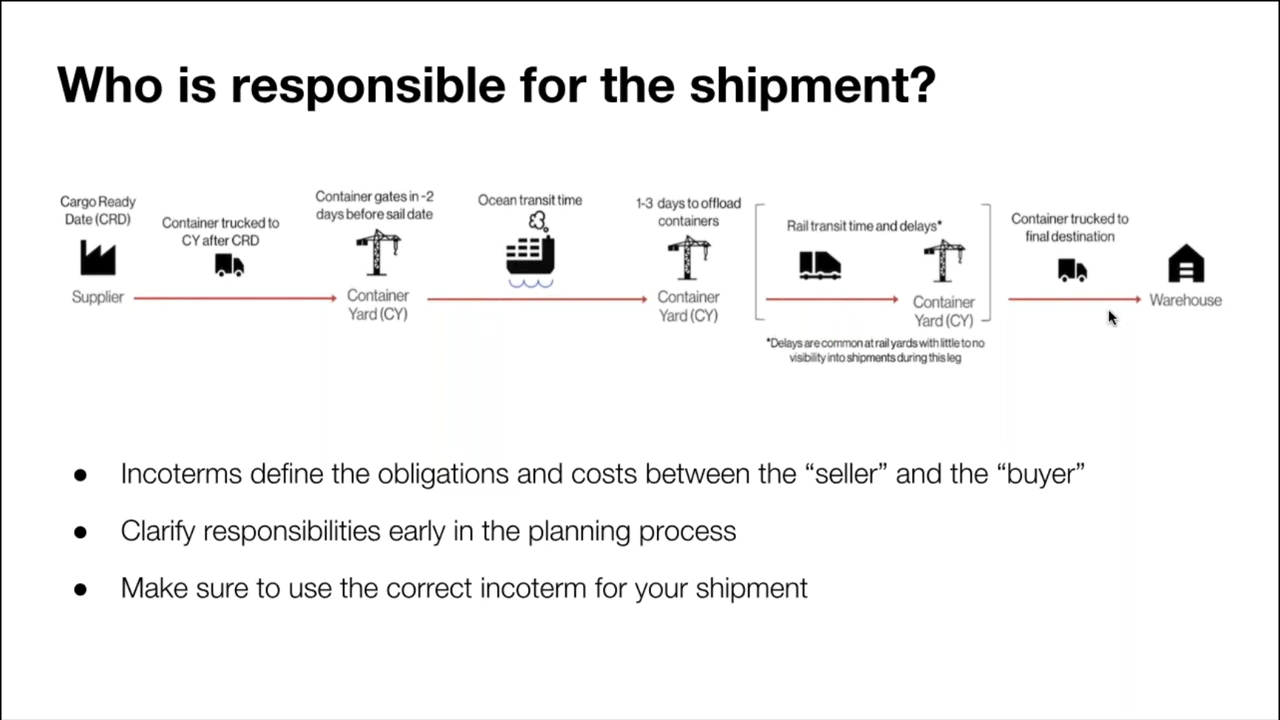 Who is responsible for the shipment?
Cargo Ready
Date (CRD)
Supplier
Container trucked to
CY after CRD
Container gates in ~2
days before sail date
Container
Yard (CY)
Ocean transit time
1-3 days to offload
containers
Container
Yard (CY)
Rail transit time and delays*
Container
Yard (CY)
*Delays are common at rail yards with little to no
visibility into shipments during this leg
Container trucked to
final destination
Warehouse
● Incoterms define the obligations and costs between the “seller” and the “buyer”
● Clarify responsibilities early in the planning process
● Make sure to use the correct incoterm for your shipment